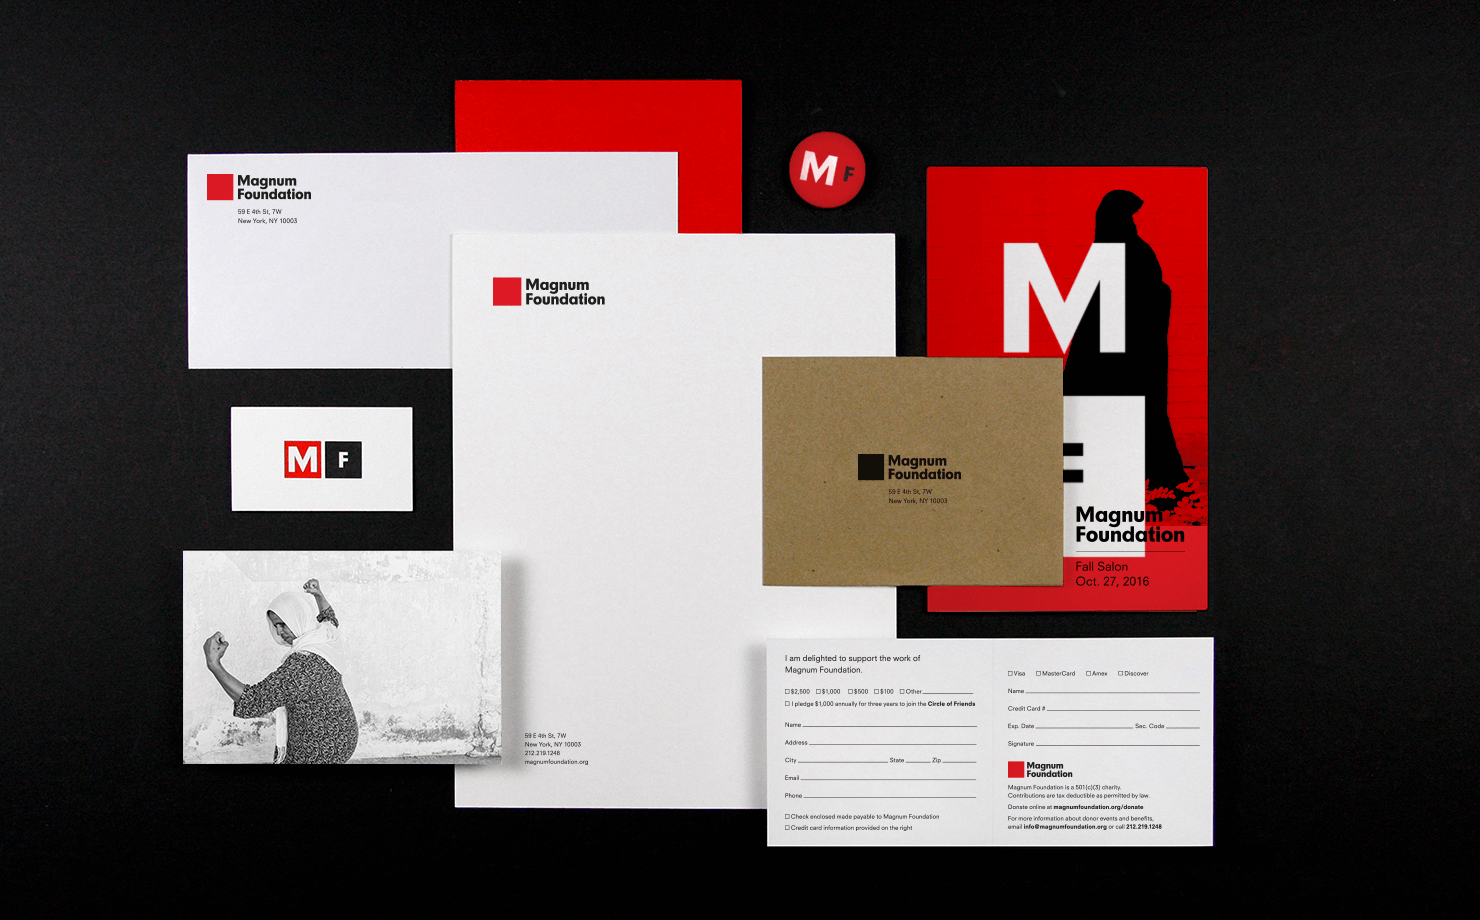 Magnum
Foundation
59 E 4th St, 7W
New York, NY 10003
M F
Magnum
Foundation
59 E 4th St, 7W
New York, NY 10003
212.219.1248
magnumfoundation.org
M F
Magnum
Foundation
59 E 4th St, 7W
New York, NY 10003
M
F
Magnum
Foundation
Fall Salon
Oct. 27, 2016
I am delighted to support the work of
Magnum Foundation.
$2,500 $1,000 $500 $100 Other
I pledge $1,000 annually for three years to join the Circle of Friends
Name
Address
City State Zip
Email
Phone
Check enclosed made payable to Magnum Foundation
Credit card information provided on the right
Visa MasterCard Amex Discover
Name
Credit Card #
Exp. Date Sec. Code
Signature
Magnum
Foundation
Magnum Foundation is a 501(c)(3) charity.
Contributions are tax deductible as permitted by law.
Donate online at magnumfoundation.org/donate
For more information about donor events and benefits,
email info@magnumfoundation.org or call 212.219.1248